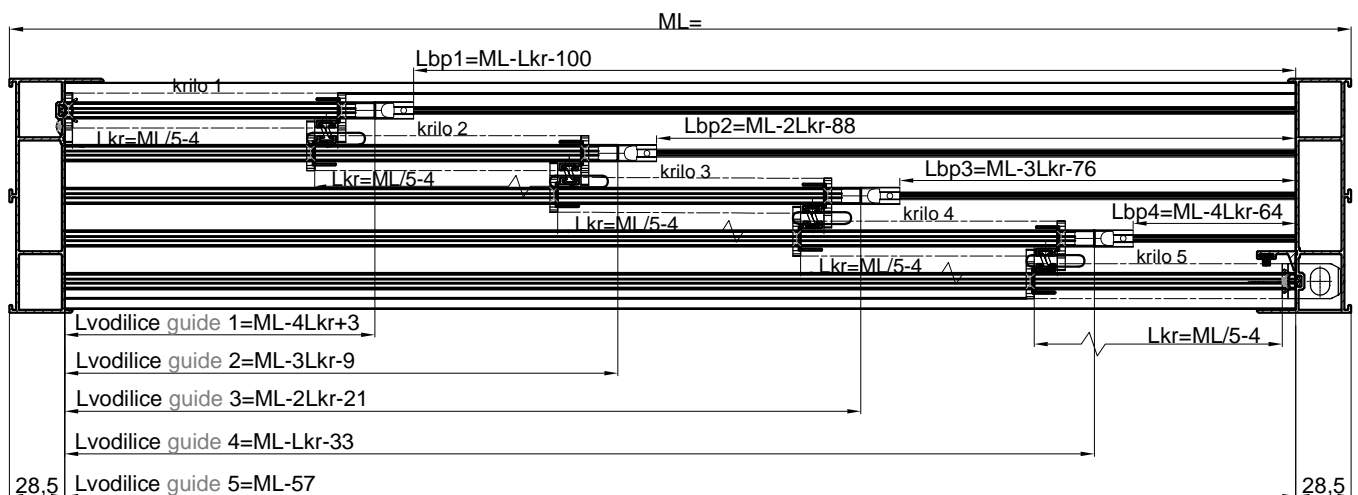 ML=
Lbp1=ML-Lkr-100
krilo 1
Lkr=ML/5-4
krilo 2
Lbp2=ML-2Lkr-88
Lkr=ML/5-4
krilo 3
Lbp3=ML-3Lkr-76
Lkr=ML/5-4
krilo 4
Lbp4=ML-4Lkr-64
Lkr=ML/5-4
krilo 5
Lvodilice guide 1=ML-4Lkr+3
Lkr=ML/5-4
Lvodilice guide 2=ML-3Lkr-9
Lvodilice guide 3=ML-2Lkr-21
Lvodilice guide 4=ML-Lkr-33
28,5
Lvodilice guide 5=ML-57
28,5